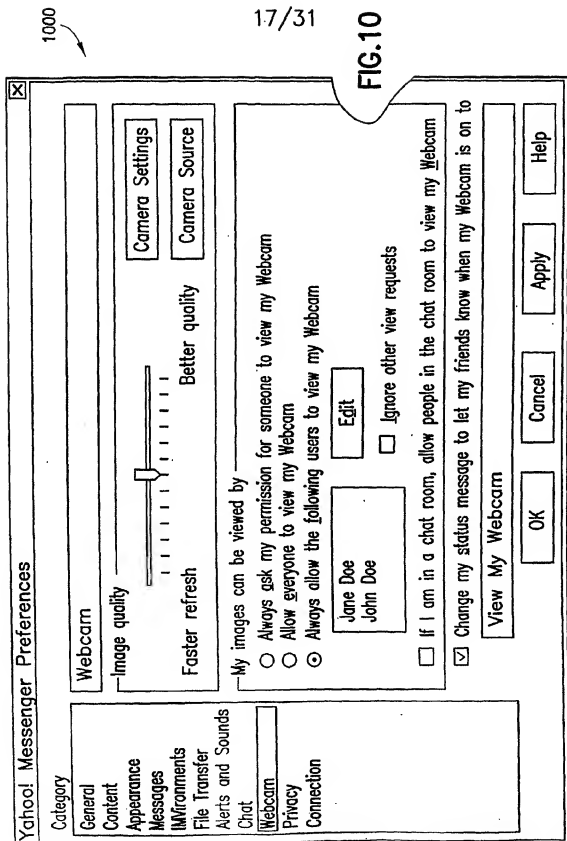 17/31
1000
FIG.10
Yahoo! Messenger Preferences
X
Category
General
Content
Appearance
Messages
IMVironments
File Transfer
Alerts and Sounds
Chat
Webcam
Privacy
Connection
Webcam
Image quality
Faster refresh
Better quality
Camera Settings
Camera Source
My images can be viewed by
Always ask my permission for someone to view my Webcam
Allow everyone to view my Webcam
Always allow the following users to view my Webcam
Jane Doe
John Doe
Edit
Ignore other view requests
If I am in a chat room, allow people in the chat room to view my Webcam
Change my status message to let my friends know when my Webcam is on to
View My Webcam
OK
Cancel
Apply
Help